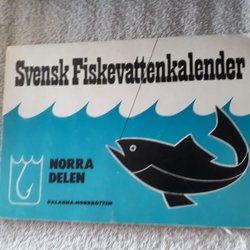 Svensk Fiskevattenkalender
NORRA
DELEN
DALARNA-NORRBOTTEN